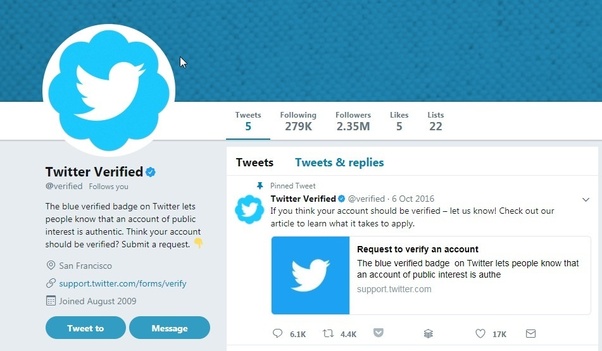 Tweets Following Followers Likes Lists
5 279K 2.35M 5 22
Twitter Verified
@verified Follows you
The blue verified badge on Twitter lets
people know that an account of public
interest is authentic. Think your account
should be verified? Submit a request. 👇
San Francisco
support.twitter.com/forms/verify
Joined August 2009
Tweet to Message
Tweets Tweets & replies
Pinned Tweet
Twitter Verified @verified · 6 Oct 2016
If you think your account should be verified – let us know! Check out our
article to learn what it takes to apply.
Request to verify an account
The blue verified badge on Twitter lets people know that
an account of public interest is authe
support.twitter.com
6.1K 4.4K 17K